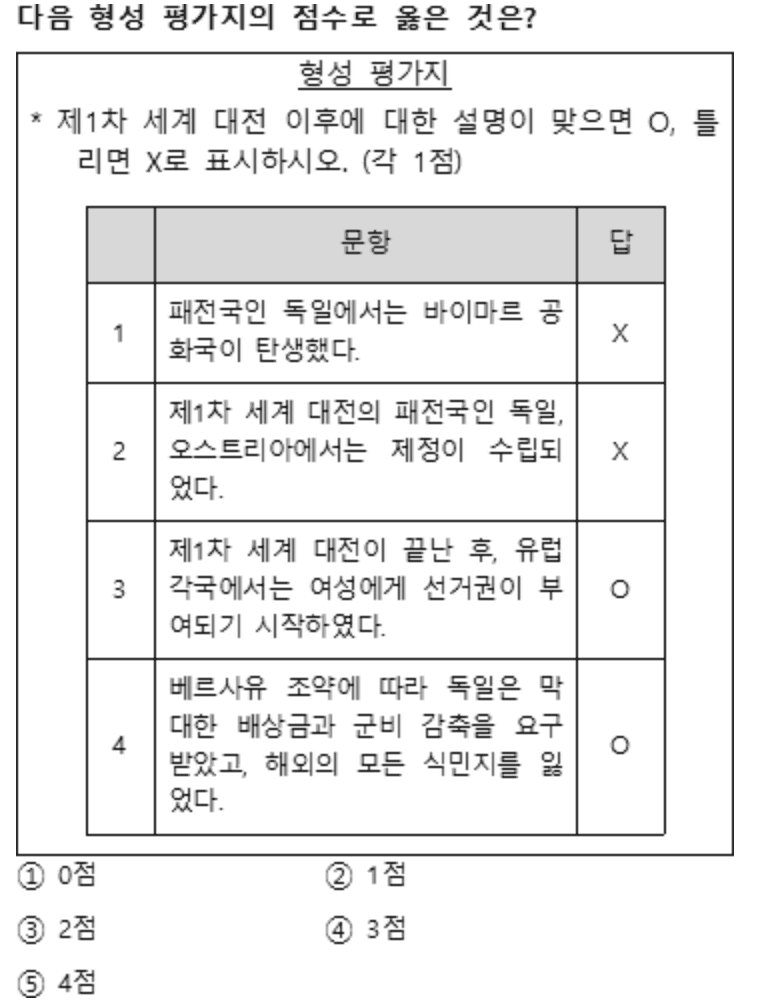 다음 형성 평가지의 점수로 옳은 것은?
형성 평가지
* 제1차 세계 대전 이후에 대한 설명이 맞으면 O, 틀
리면 X로 표시하시오. (각 1점)
문항 답
1 패전국인 독일에서는 바이마르 공
화국이 탄생했다. X
제1차 세계 대전의 패전국인 독일,
2 오스트리아에서는 제정이 수립되 X
었다.
제1차 세계 대전이 끝난 후, 유럽
3 각국에서는 여성에게 선거권이 부 O
여되기 시작하였다.
베르사유 조약에 따라 독일은 막
대한 배상금과 군비 감축을 요구
4 받았고, 해외의 모든 식민지를 잃 O
었다.
① 0점 ② 1점
③ 2점 ④ 3점
⑤ 4점